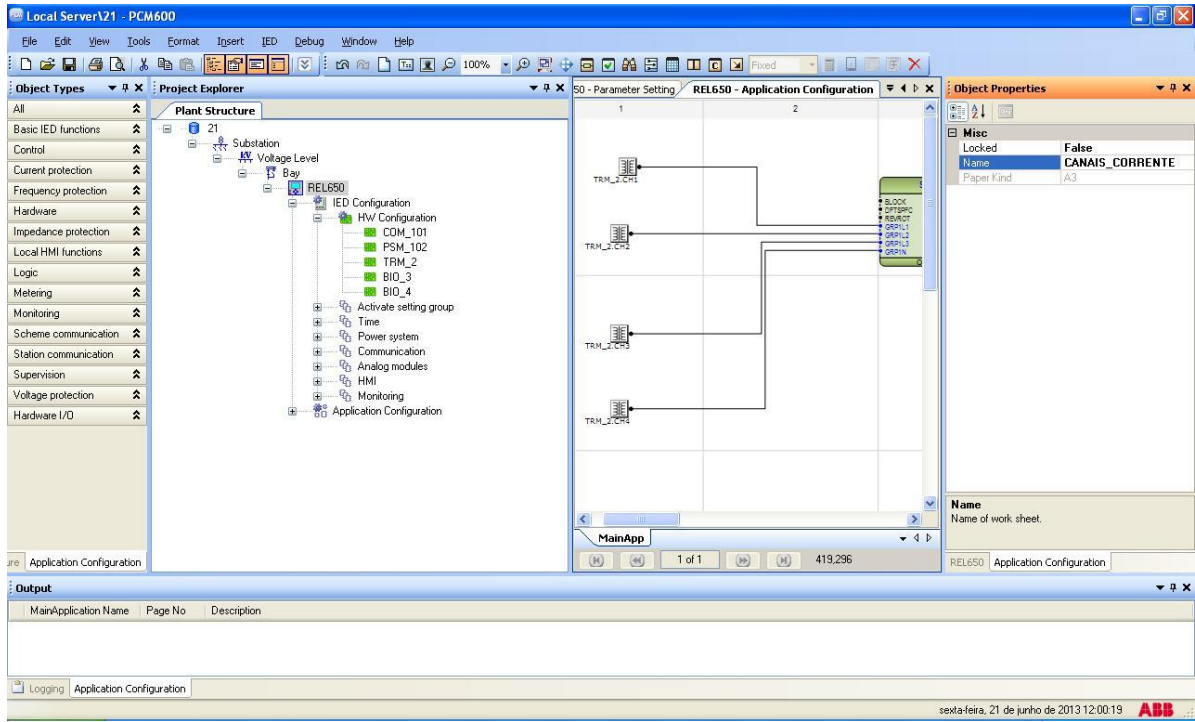 Local Server\21 - PCM600
File Edit View Tools Format Insert IED Debug Window Help
100% Fixed
Object Types
All
Basic IED functions
Control
Current protection
Frequency protection
Hardware
Impedance protection
Local HMI functions
Logic
Metering
Monitoring
Scheme communication
Station communication
Supervision
Voltage protection
Hardware I/O
Application Configuration
Project Explorer
Plant Structure
21
Substation
Voltage Level
Bay
REL650
IED Configuration
HW Configuration
COM_101
PSM_102
TRM_2
BIO_3
BIO_4
Activate setting group
Time
Power system
Communication
Analog modules
HMI
Monitoring
Application Configuration
50 - Parameter Setting REL650 - Application Configuration
1 2
TRM_2.CH1
TRM_2.CH2
TRM_2.CH3
TRM_2.CH4
BLOCK
DFTSPFC
REVROT
GRP1L1
GRP1L2
GRP1L3
GRP1N
MainApp
1 of 1 419,296
Object Properties
Misc
Locked False
Name CANAIS_CORRENTE
Paper Kind A3
Name
Name of work sheet.
REL650 Application Configuration
Output
MainApplication Name Page No Description
Logging Application Configuration
sexta-feira, 21 de junho de 2013 12:00:19 ABB